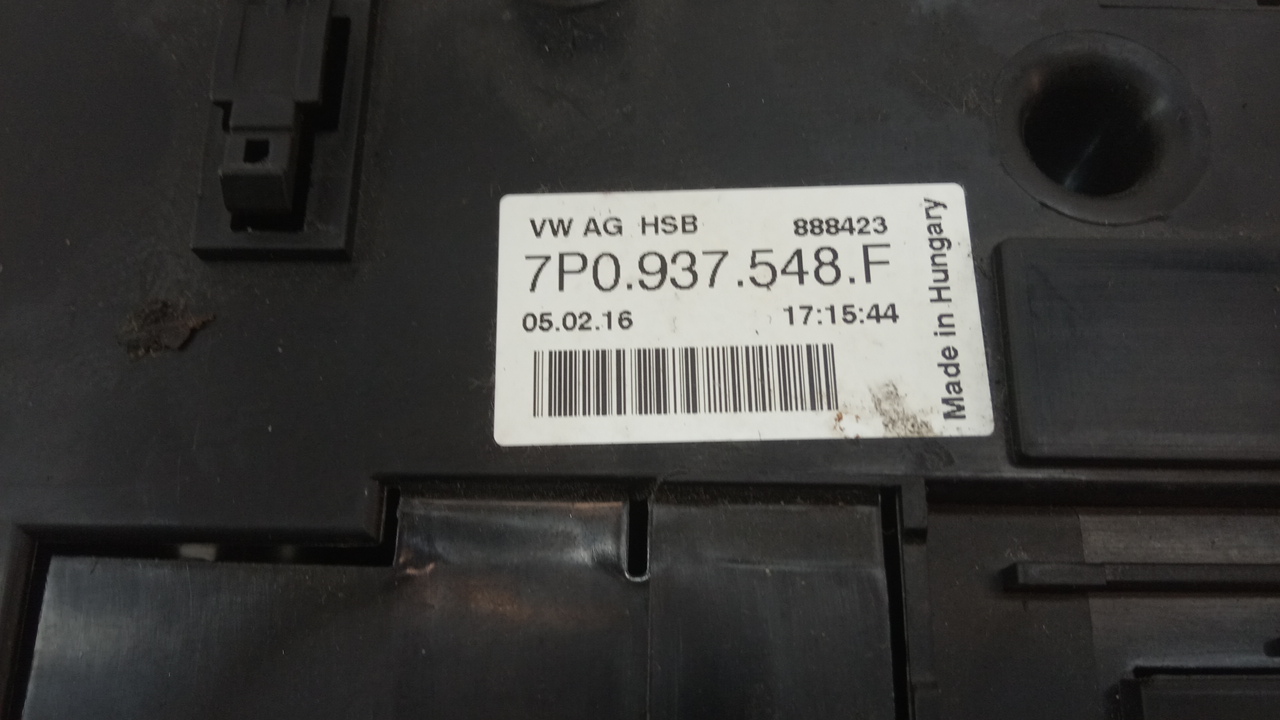 VW AG HSB 888423
7P0.937.548.F
05.02.16 17:15:44
Made in Hungary